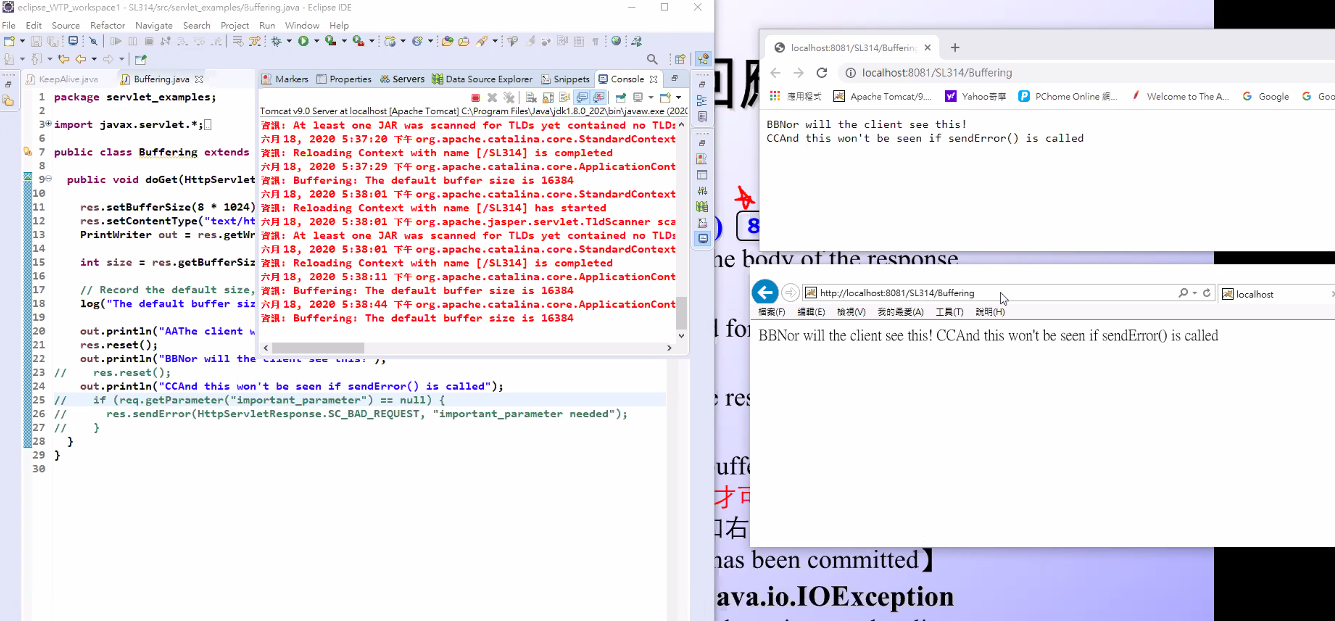 eclipse_WTP_workspace1 - SL314/src/servlet_examples/Buffering.java - Eclipse IDE
File Edit Source Refactor Navigate Search Project Run Window Help
KeepAlive.java Buffering.java
1 package servlet_examples;
2
3 import javax.servlet.*;
6
7 public class Buffering extends
8
9 public void doGet(HttpServlet
10
11 res.setBufferSize(8 * 1024)
12 res.setContentType("text/ht
13 PrintWriter out = res.getWr
14
15 int size = res.getBufferSiz
16
17 // Record the default size,
18 log("The default buffer siz
19
20 out.println("AAThe client w
21 res.reset();
22 out.println("BBNor will the client see this!");
23 // res.reset();
24 out.println("CCAnd this won't be seen if sendError() is called");
25 // if (req.getParameter("important_parameter") == null) {
26 // res.sendError(HttpServletResponse.SC_BAD_REQUEST, "important_parameter needed");
27 // }
28 }
29 }
30
Markers Properties Servers Data Source Explorer Snippets Console
Tomcat v9.0 Server at localhost [Apache Tomcat] C:\Program Files\Java\jdk1.8.0_202\bin\javaw.exe (2020
資訊: At least one JAR was scanned for TLDs yet contained no TLDs
六月 18, 2020 5:37:20 下午 org.apache.catalina.core.StandardContext
資訊: Reloading Context with name [/SL314] is completed
六月 18, 2020 5:37:29 下午 org.apache.catalina.core.ApplicationCont
資訊: Buffering: The default buffer size is 16384
六月 18, 2020 5:38:01 下午 org.apache.catalina.core.StandardContext
資訊: Reloading Context with name [/SL314] has started
六月 18, 2020 5:38:01 下午 org.apache.jasper.servlet.TldScanner sca
資訊: At least one JAR was scanned for TLDs yet contained no TLDs
六月 18, 2020 5:38:01 下午 org.apache.catalina.core.StandardContext
資訊: Reloading Context with name [/SL314] is completed
六月 18, 2020 5:38:11 下午 org.apache.catalina.core.ApplicationCont
資訊: Buffering: The default buffer size is 16384
六月 18, 2020 5:38:44 下午 org.apache.catalina.core.ApplicationCont
資訊: Buffering: The default buffer size is 16384
回應
localhost:8081/SL314/Buffering
localhost:8081/SL314/Buffering
應用程式 Apache Tomcat/9.... Yahoo奇摩 PChome Online 網... Welcome to The A... Google Goo
BBNor will the client see this!
CCAnd this won't be seen if sendError() is called
) 8
he body of the response
http://localhost:8081/SL314/Buffering localhost
檔案(F) 編輯(E) 檢視(V) 我的最愛(A) 工具(T) 說明(H)
BBNor will the client see this! CCAnd this won't be seen if sendError() is called
d for
e res
uffe
才可
如右
has been committed】
ava.io.IOException